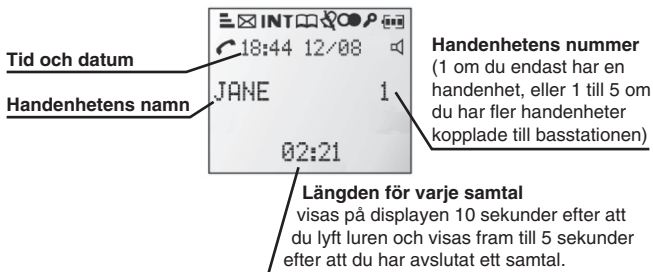 INT
18:44 12/08
Tid och datum
Handenhetens namn
JANE 1
02:21
Handenhetens nummer
(1 om du endast har en
handenhet, eller 1 till 5 om
du har fler handenheter
kopplade till basstationen)
Längden för varje samtal
visas på displayen 10 sekunder efter att
du lyft luren och visas fram till 5 sekunder
efter att du har avslutat ett samtal.